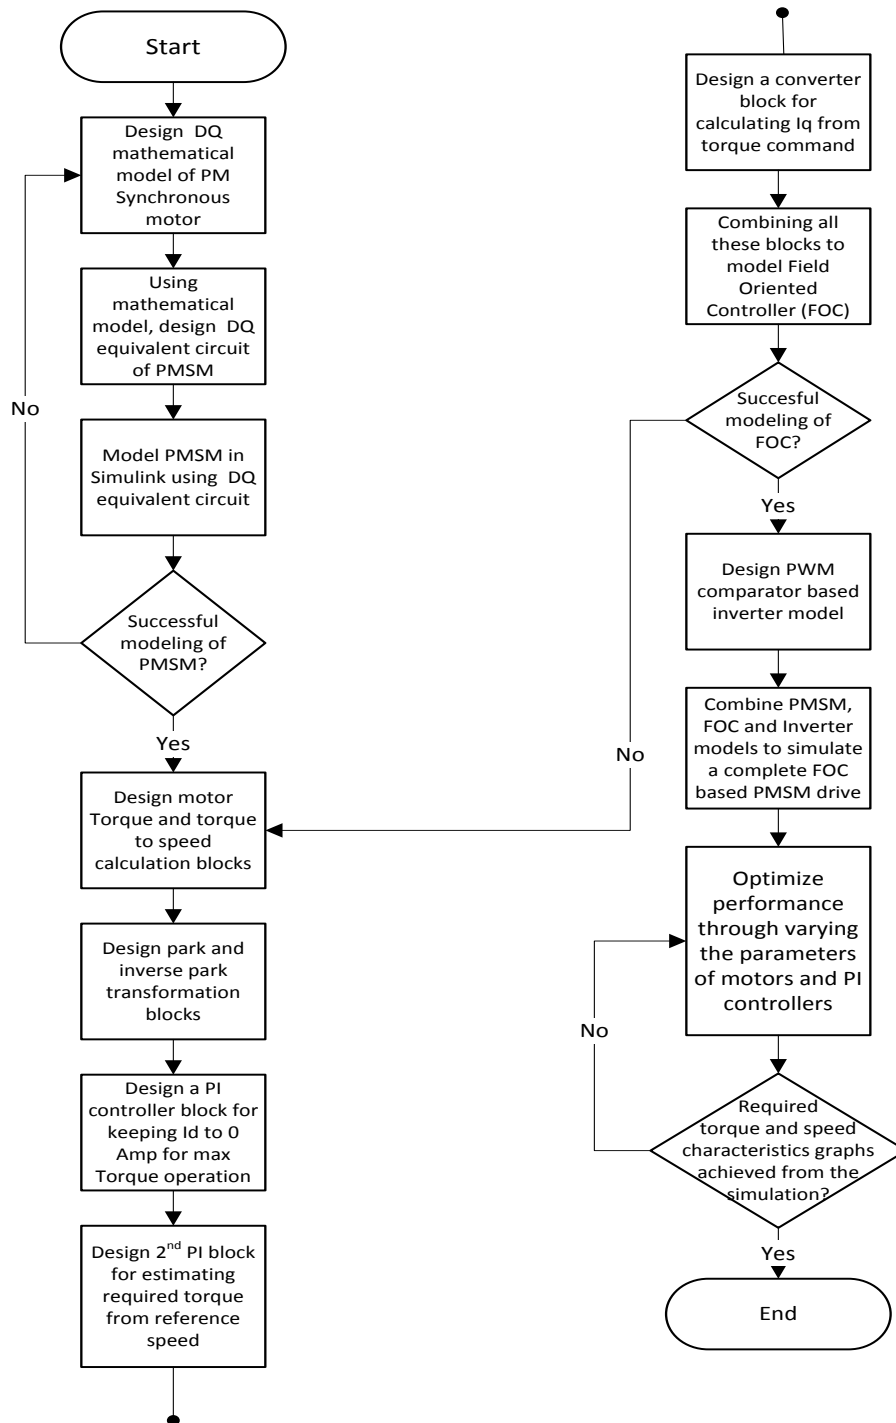 Start
Design DQ
mathematical
model of PM
Synchronous
motor
Using
mathematical
model, design DQ
equivalent circuit
of PMSM
No
Model PMSM in
Simulink using DQ
equivalent circuit
Successful
modeling of
PMSM?
Yes
Design motor
Torque and torque
to speed
calculation blocks
Design park and
inverse park
transformation
blocks
Design a PI
controller block for
keeping Id to 0
Amp for max
Torque operation
Design 2nd PI block
for estimating
required torque
from reference
speed
Design a converter
block for
calculating Iq from
torque command
Combining all
these blocks to
model Field
Oriented
Controller (FOC)
Succesful
modeling of
FOC?
Yes
No
Design PWM
comparator based
inverter model
Combine PMSM,
FOC and Inverter
models to simulate
a complete FOC
based PMSM drive
Optimize
performance
through varying
the parameters
of motors and PI
controllers
No
Required
torque and speed
characteristics graphs
achieved from the
simulation?
Yes
End